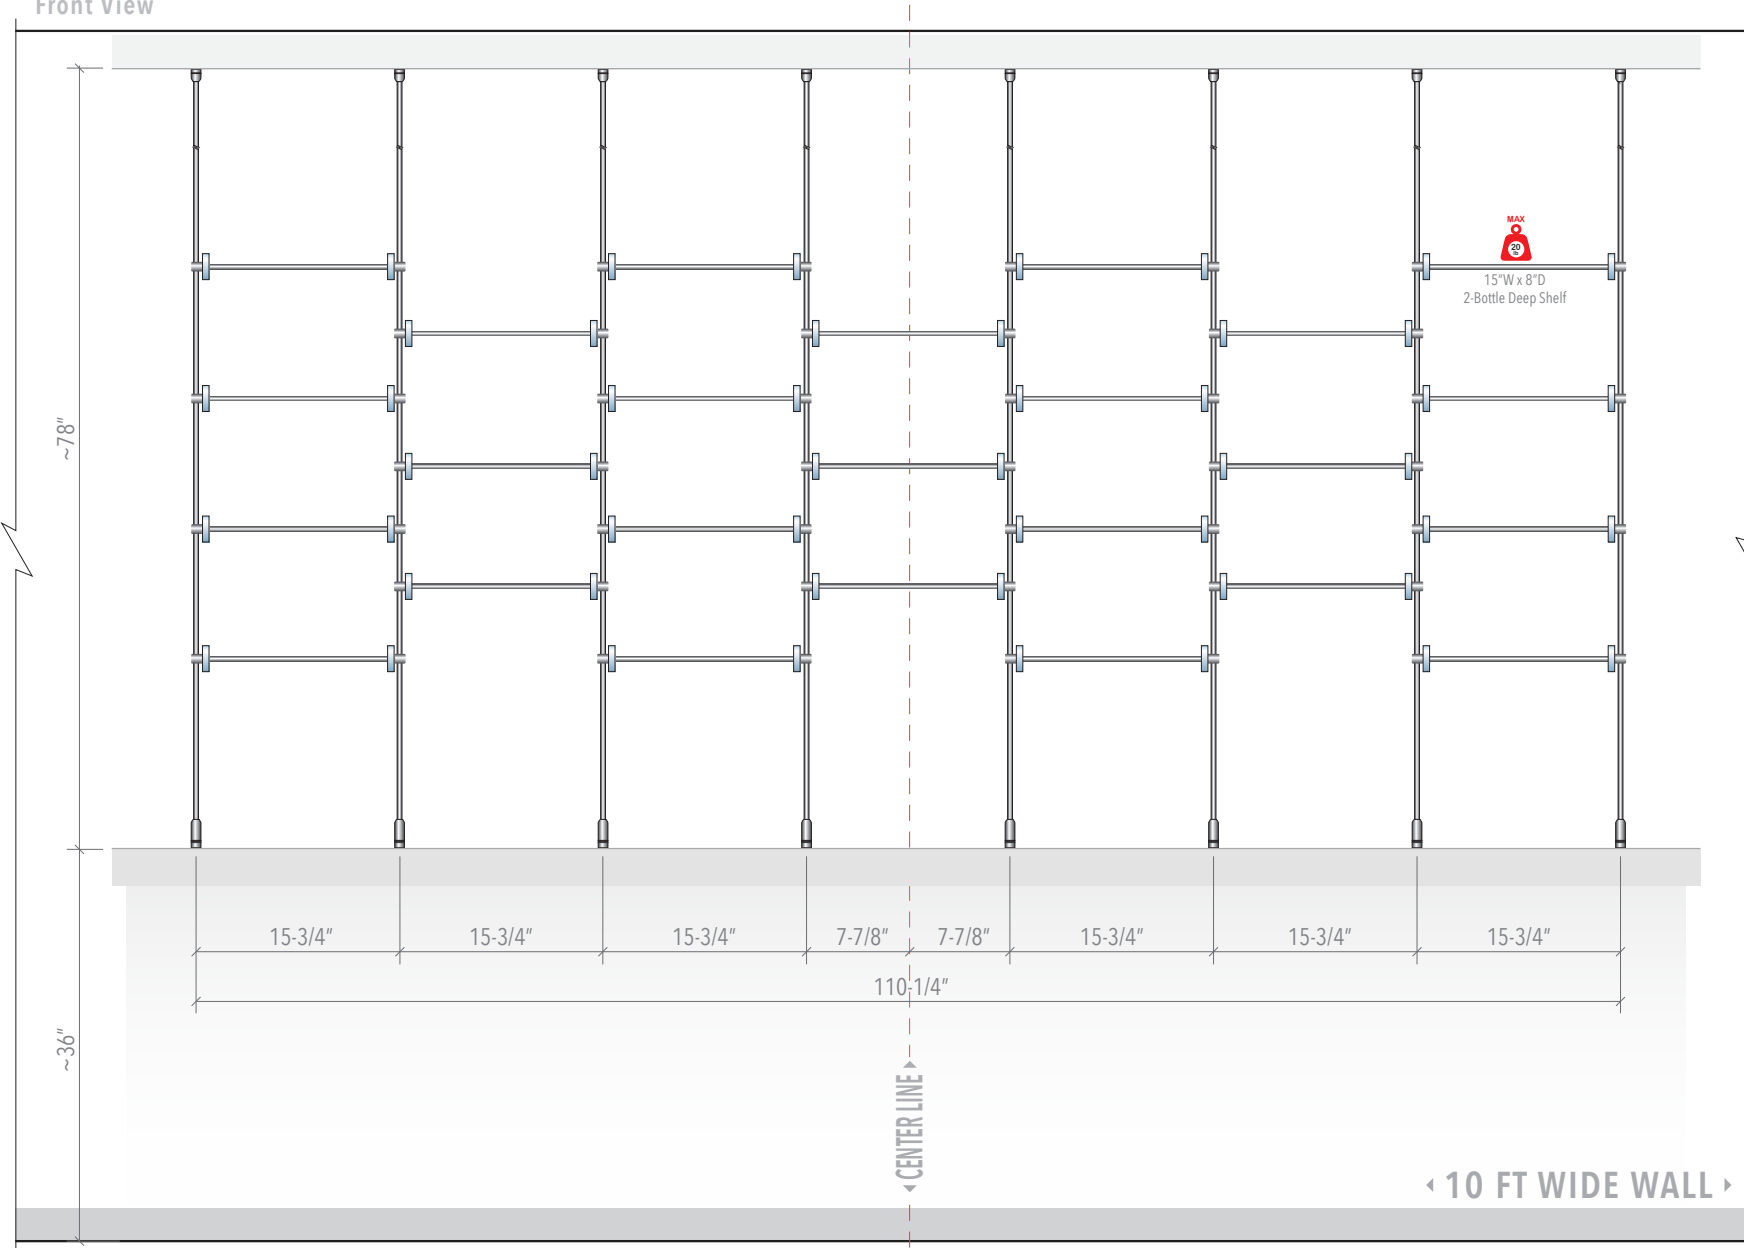 Front View
MAX
20
lb
15"W x 8"D
2-Bottle Deep Shelf
~78"
15-3/4"
15-3/4"
15-3/4"
7-7/8"
7-7/8"
15-3/4"
15-3/4"
15-3/4"
110-1/4"
~36"
CENTER LINE
10 FT WIDE WALL